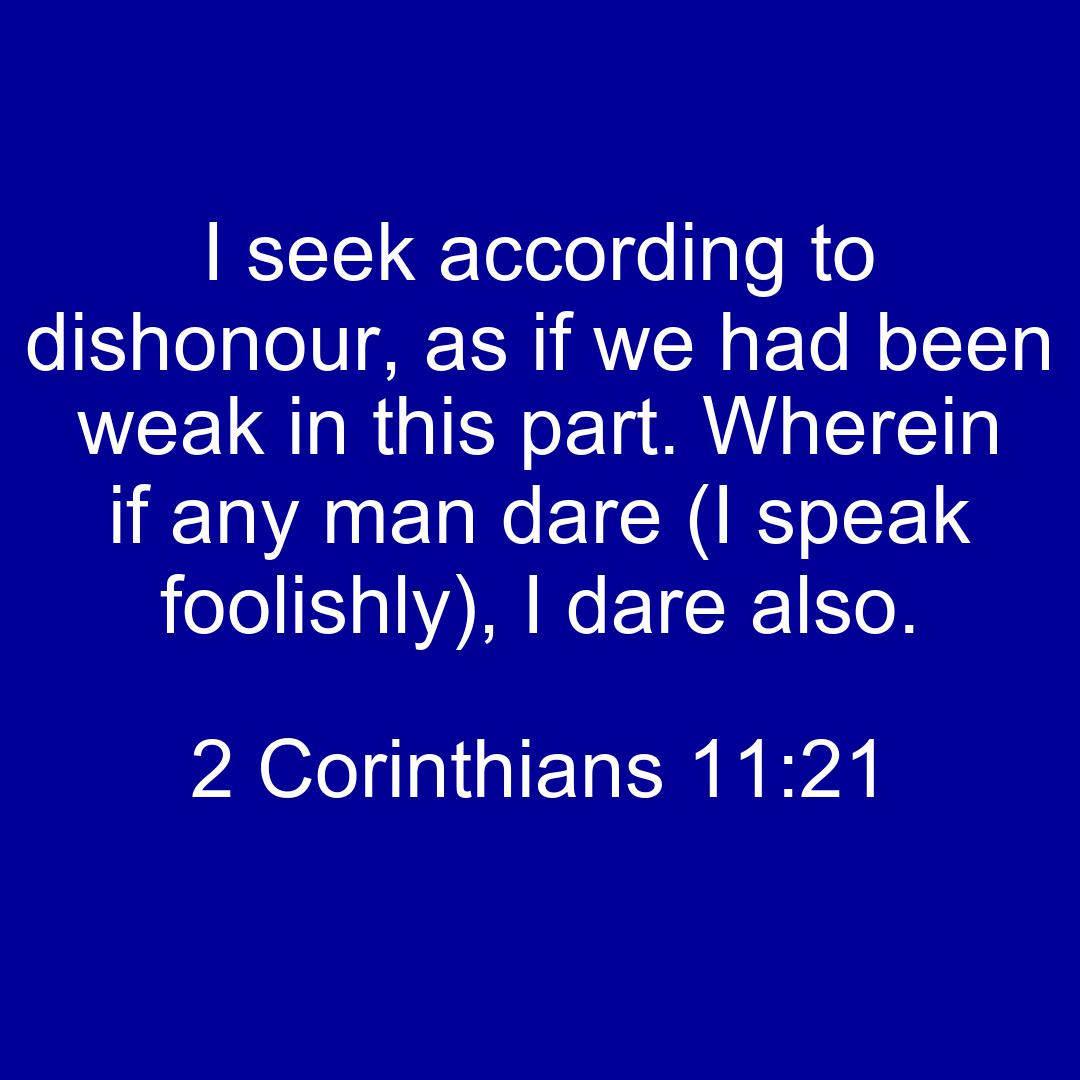 I seek according to
dishonour, as if we had been
weak in this part. Wherein
if any man dare (I speak
foolishly), I dare also.
2 Corinthians 11:21